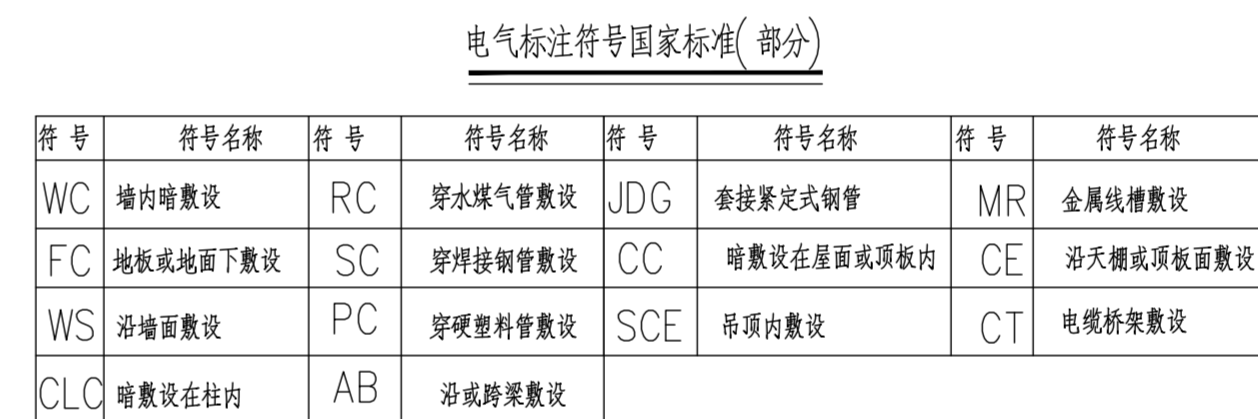 电气标注符号国家标准(部分)
符号 符号名称 符号 符号名称 符号 符号名称 符号 符号名称
WC 墙内暗敷设 RC 穿水煤气管敷设 JDG 套接紧定式钢管 MR 金属线槽敷设
FC 地板或地面下敷设 SC 穿焊接钢管敷设 CC 暗敷设在屋面或顶板内 CE 沿天棚或顶板面敷设
WS 沿墙面敷设 PC 穿硬塑料管敷设 SCE 吊顶内敷设 CT 电缆桥架敷设
CLC 暗敷设在柱内 AB 沿或跨梁敷设